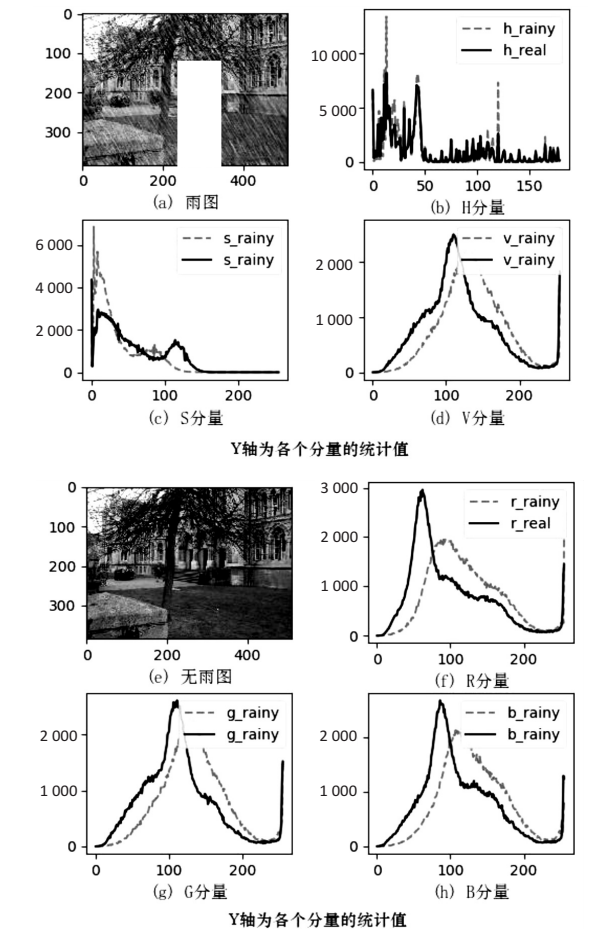 0
100
200
300
0
200
400
(a) 雨图
10 000
5 000
0
0
50
100
150
h_rainy
h_real
(b) H分量
6 000
4 000
2 000
0
0
100
200
s_rainy
s_rainy
(c) S分量
2 000
1 000
0
0
100
200
v_rainy
v_rainy
(d) V分量
Y轴为各个分量的统计值
0
100
200
300
0
200
400
(e) 无雨图
3 000
2 000
1 000
0
0
100
200
r_rainy
r_real
(f) R分量
2 000
1 000
0
0
100
200
g_rainy
g_rainy
(g) G分量
2 000
1 000
0
0
100
200
b_rainy
b_rainy
(h) B分量
Y轴为各个分量的统计值